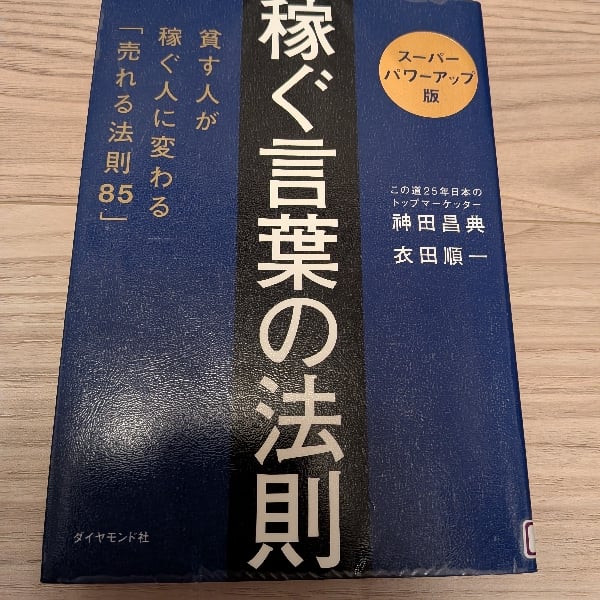 スーパー
パワーアップ
版
この道25年日本の
トップマーケッター
神田昌典
衣田順一
稼ぐ言葉の法則
貧す人が
稼ぐ人に変わる
「売れる法則85」
ダイヤモンド社